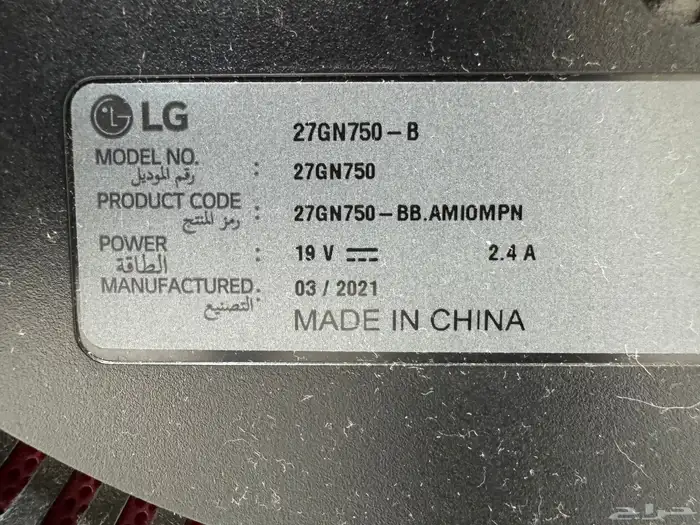 LG
27GN750-B
MODEL NO. : 27GN750
رقم الموديل
PRODUCT CODE : 27GN750-BB.AMIOMPN
رمز المنتج
POWER : 19 V 2.4 A
الطاقة
MANUFACTURED: 03 / 2021
التصنيع:
MADE IN CHINA
حراج